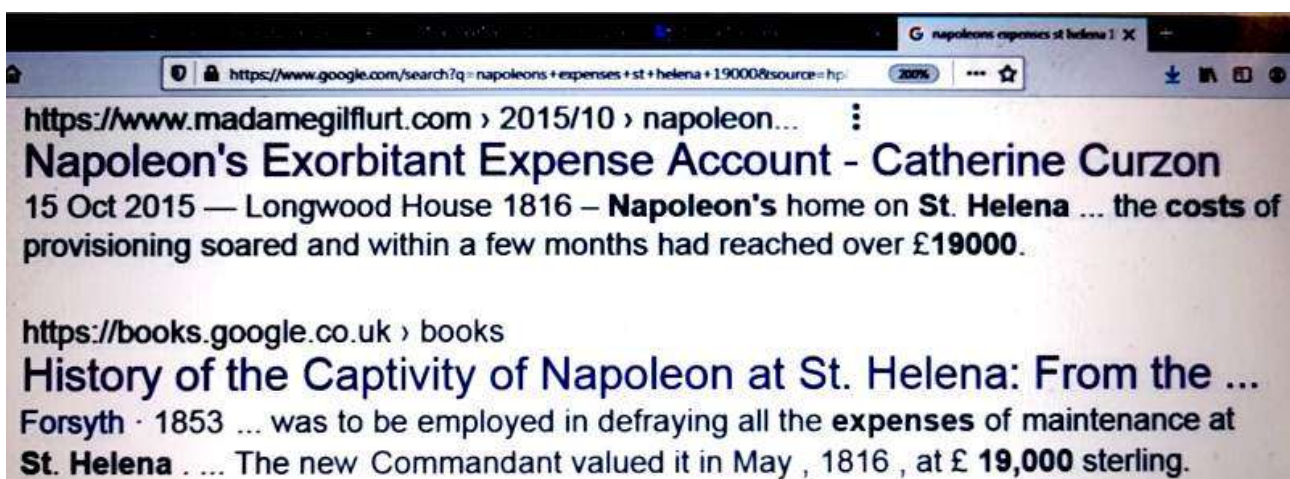 G napoleons expenses st helena 1 X
https://www.google.com/search?q=napoleons+expenses+st+helena+19000&source=hp 200%
https://www.madamegilflurt.com › 2015/10 › napoleon...
Napoleon's Exorbitant Expense Account - Catherine Curzon
15 Oct 2015 — Longwood House 1816 – Napoleon's home on St. Helena ... the costs of
provisioning soared and within a few months had reached over £19000.
https://books.google.co.uk › books
History of the Captivity of Napoleon at St. Helena: From the ...
Forsyth · 1853 ... was to be employed in defraying all the expenses of maintenance at
St. Helena . ... The new Commandant valued it in May , 1816 , at £ 19,000 sterling.